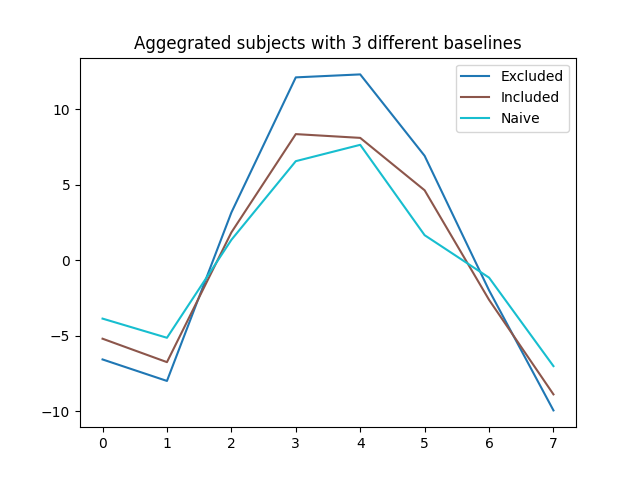 Aggegrated subjects with 3 different baselines
Excluded
Included
Naive
10
5
0
−5
−10
0 1 2 3 4 5 6 7